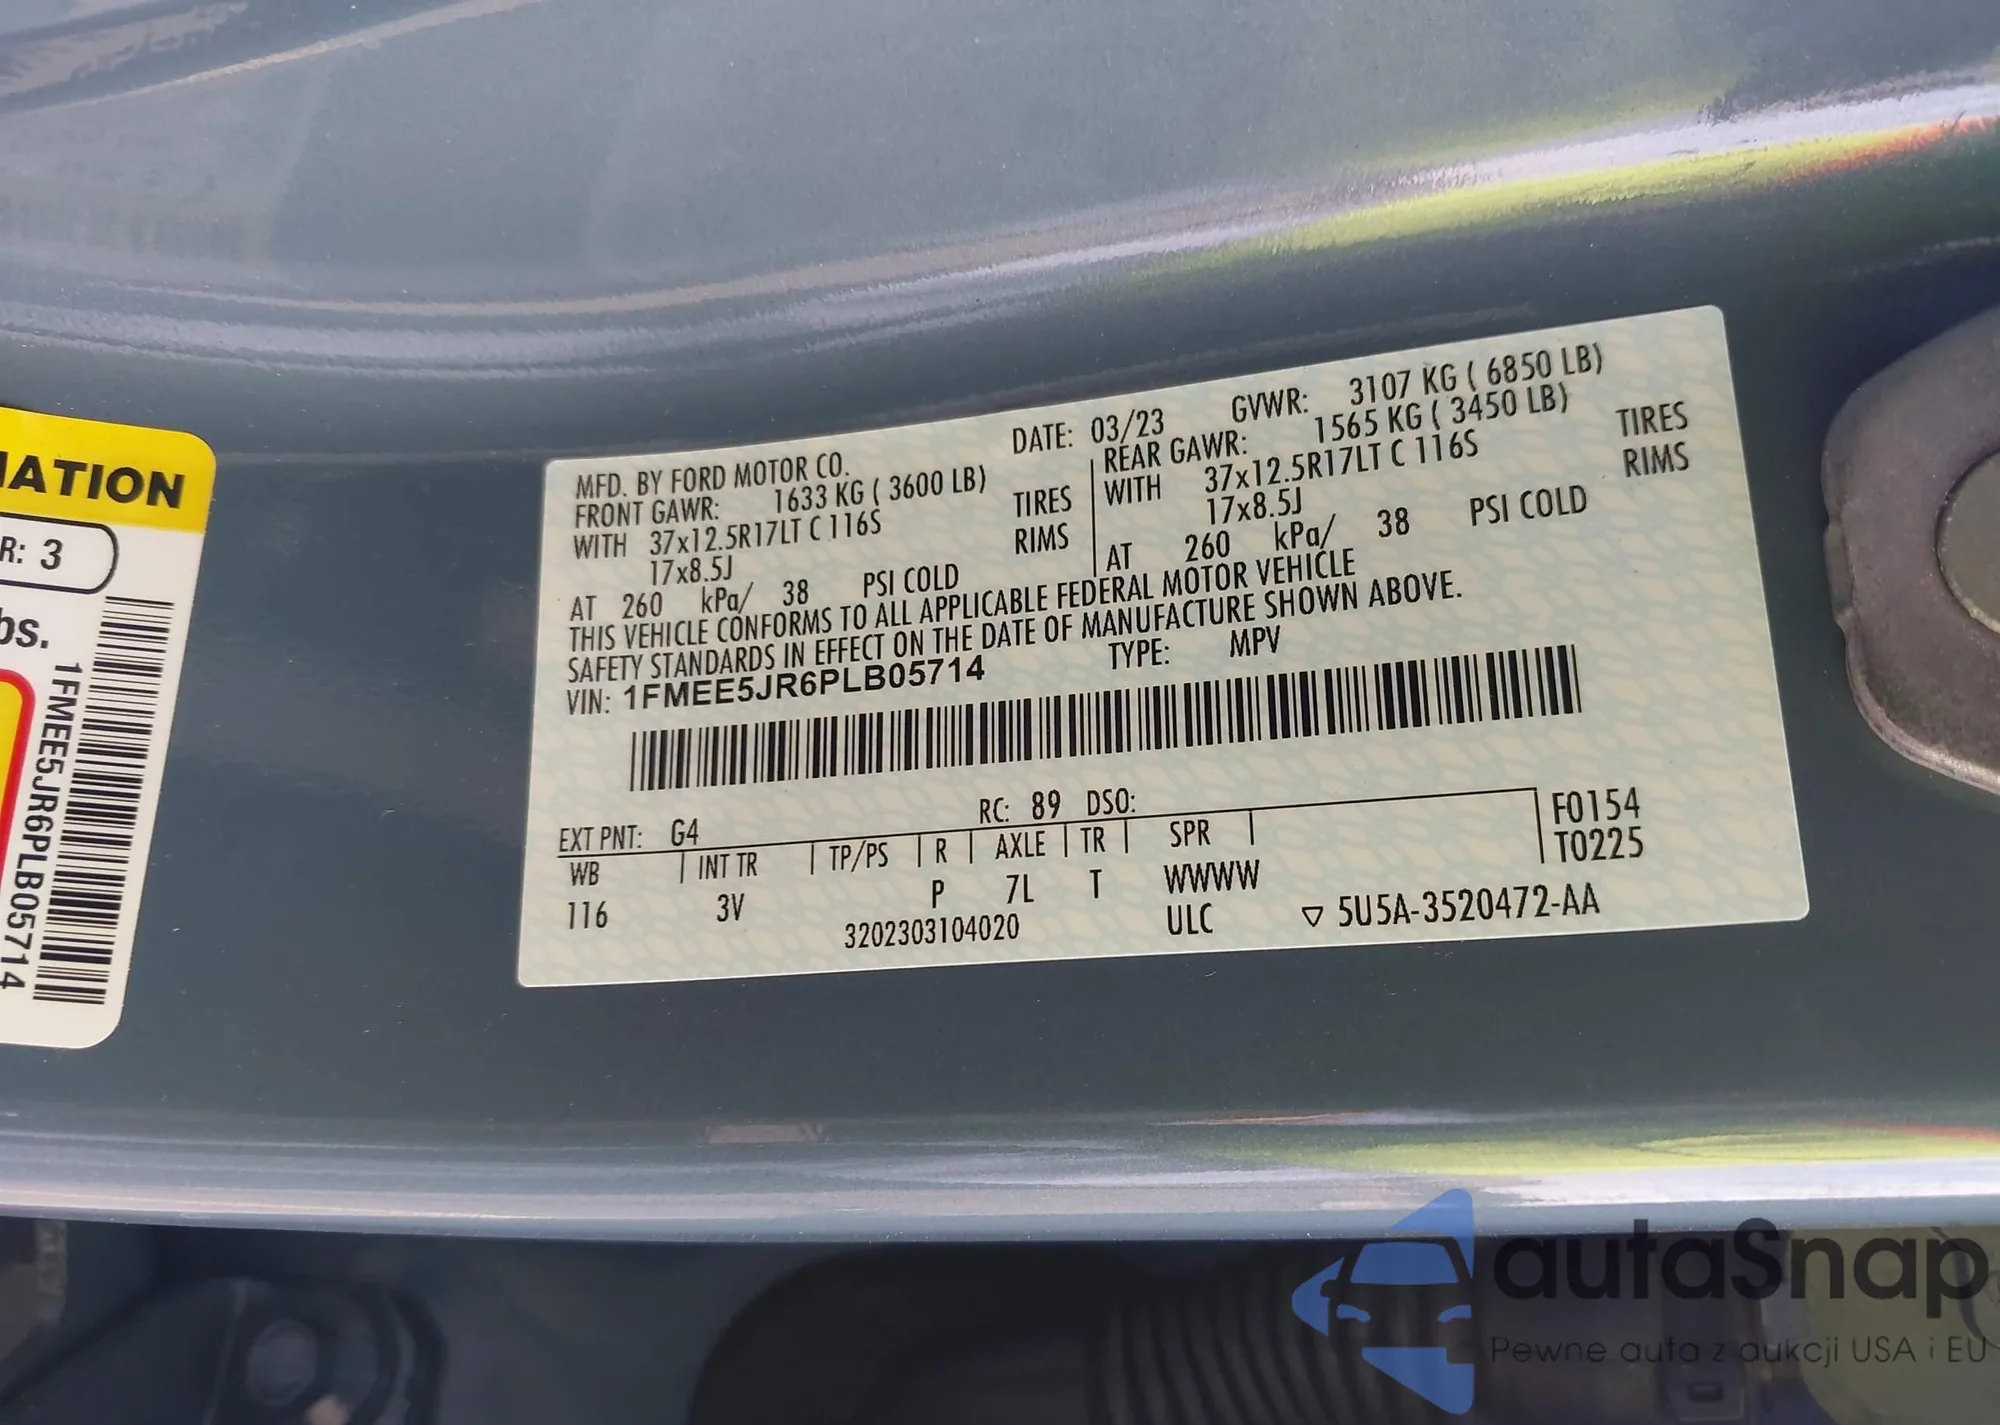 MATION
R: 3
bs.
1FMEE5JR6PLB05714
MFD. BY FORD MOTOR CO. DATE: 03/23 GVWR: 3107 KG ( 6850 LB)
FRONT GAWR: 1633 KG ( 3600 LB) REAR GAWR: 1565 KG ( 3450 LB)
WITH 37x12.5R17LT C 116S TIRES WITH 37x12.5R17LT C 116S TIRES
17x8.5J RIMS 17x8.5J RIMS
AT 260 kPa/ 38 PSI COLD AT 260 kPa/ 38 PSI COLD
THIS VEHICLE CONFORMS TO ALL APPLICABLE FEDERAL MOTOR VEHICLE
SAFETY STANDARDS IN EFFECT ON THE DATE OF MANUFACTURE SHOWN ABOVE.
VIN: 1FMEE5JR6PLB05714 TYPE: MPV
EXT PNT: G4 RC: 89 DSO: F0154
WB INT TR TP/PS R AXLE TR SPR T0225
116 3V P 7L T WWWW
3202303104020 ULC ▽ 5U5A-3520472-AA
autaSnap
Pewne auta z aukcji USA i EU